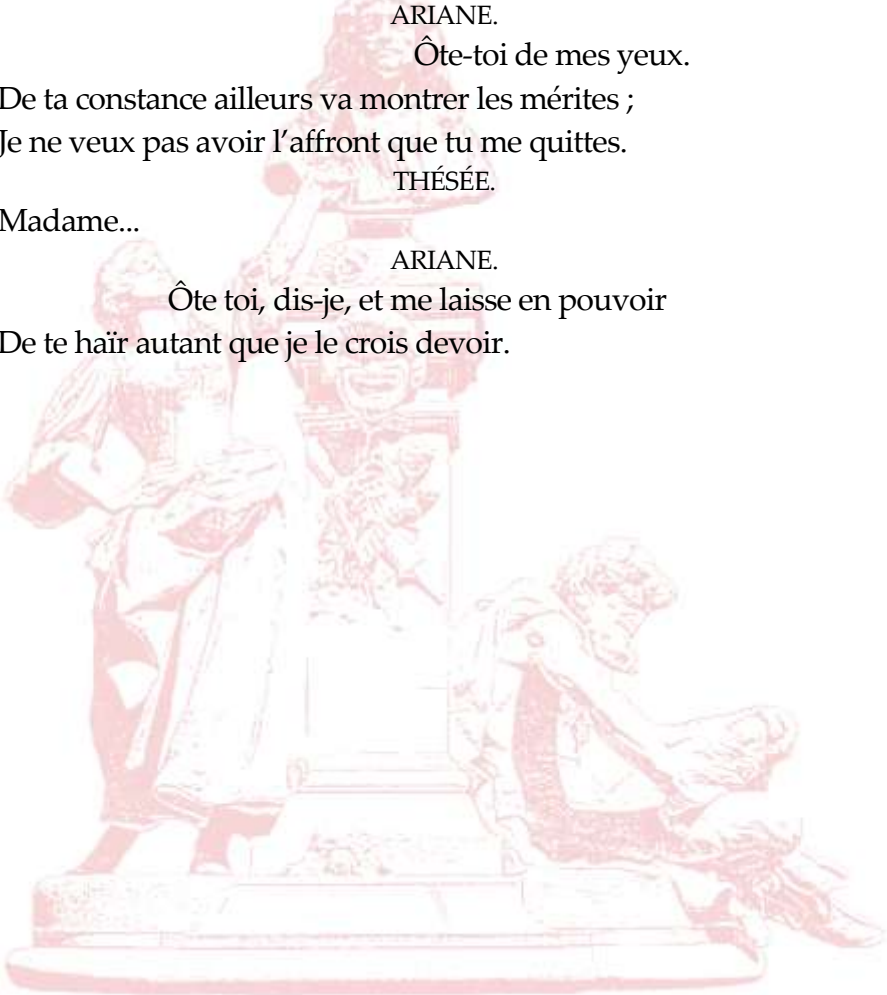 ARIANE.
Ôte-toi de mes yeux.
De ta constance ailleurs va montrer les mérites ;
Je ne veux pas avoir l’affront que tu me quittes.
THÉSÉE.
Madame...
ARIANE.
Ôte toi, dis-je, et me laisse en pouvoir
De te haïr autant que je le crois devoir.